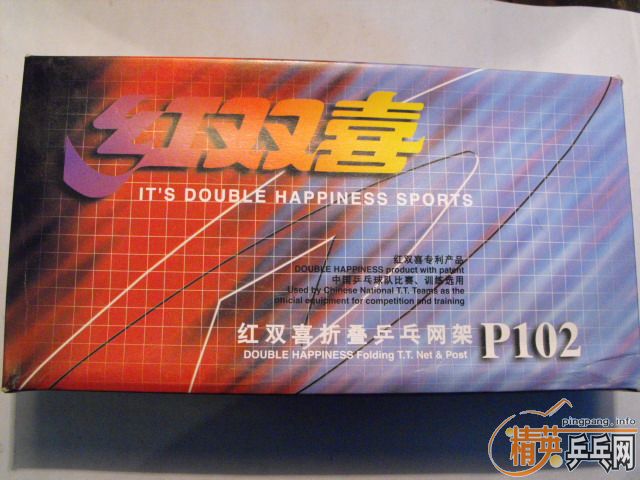 红双喜
IT'S DOUBLE HAPPINESS SPORTS
红双喜专利产品
DOUBLE HAPPINESS product with patent
中国乒乓球队比赛、训练选用
Used by Chinese National T.T. Teams as the
official equipment for competition and training
红双喜折叠乒乓网架 P102
DOUBLE HAPPINESS Folding T.T. Net & Post
pingpang.info
精英乒乓网